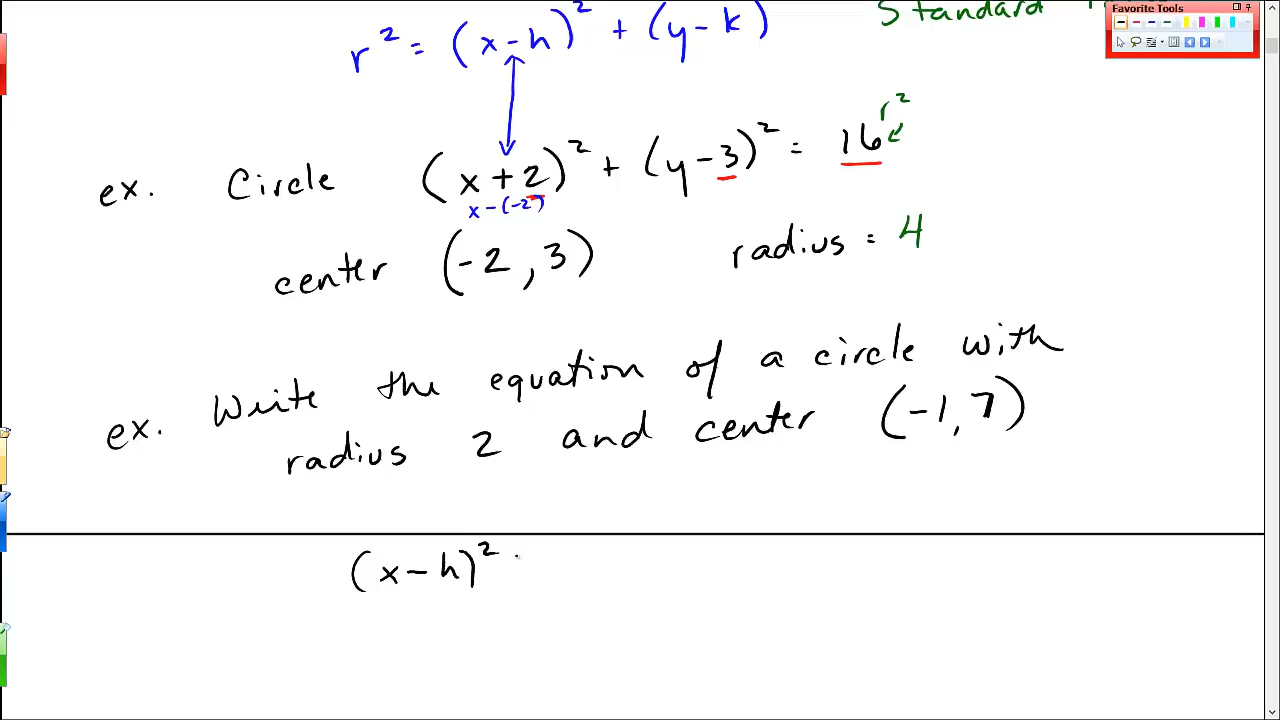 Standard
Favorite Tools
r² = (x-h)² + (y-k)
ex. Circle (x+2)² + (y-3)² = 16 r²
x-(-2)
center (-2, 3) radius = 4
ex. Write the equation of a circle with
radius 2 and center (-1, 7)
(x-h)²